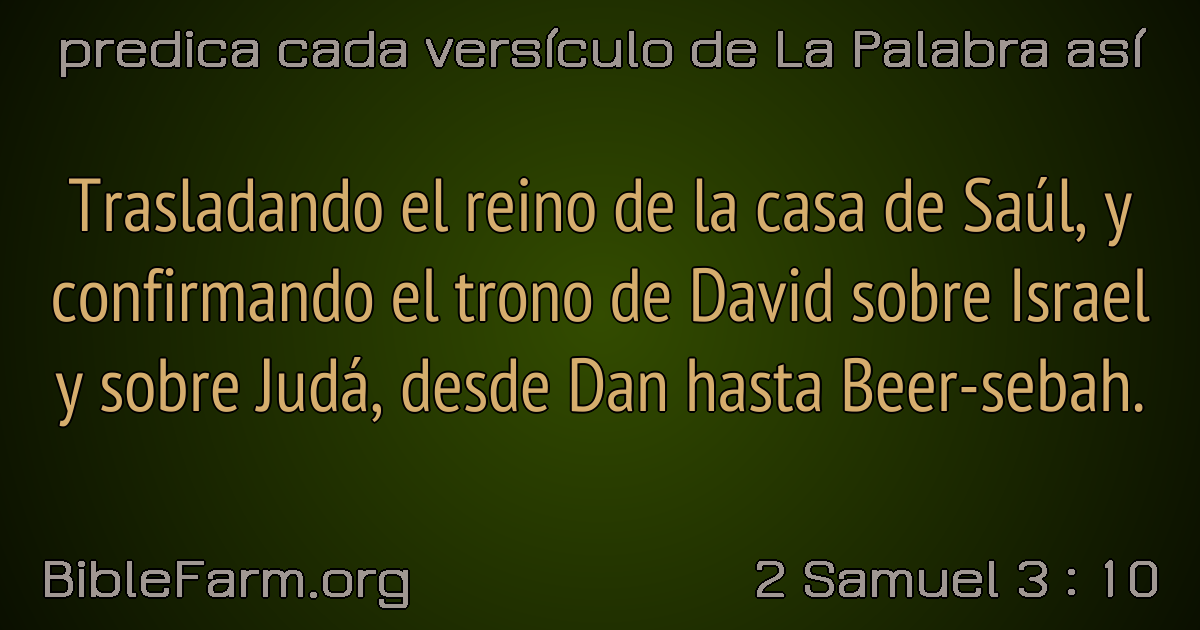 predica cada versículo de La Palabra así
Trasladando el reino de la casa de Saúl, y
confirmando el trono de David sobre Israel
y sobre Judá, desde Dan hasta Beer-sebah.
BibleFarm.org
2 Samuel 3 : 10